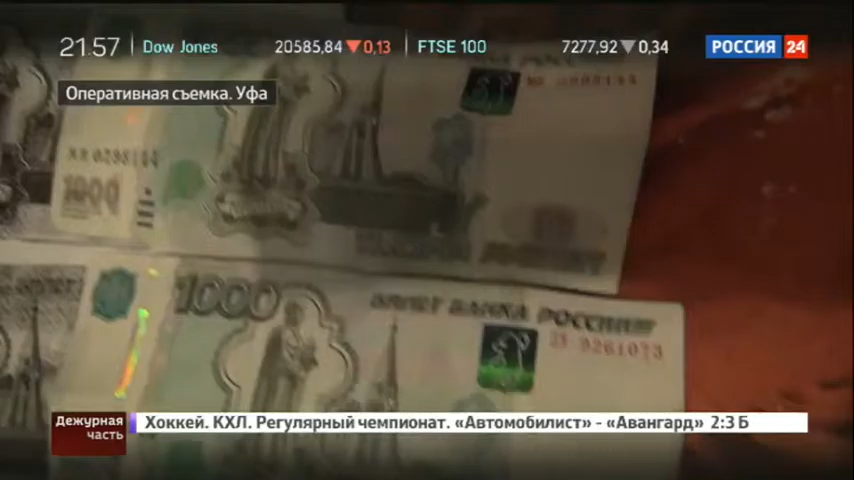 21.57 Dow Jones 20585,84 ▼0,13 FTSE 100 7277,92 ▼0,34 РОССИЯ 24
Оперативная съемка. Уфа
1000
1000
БИЛЕТ БАНКА РОССИИ
9261073
Дежурная
часть
Хоккей. КХЛ. Регулярный чемпионат. «Автомобилист» - «Авангард» 2:3 Б